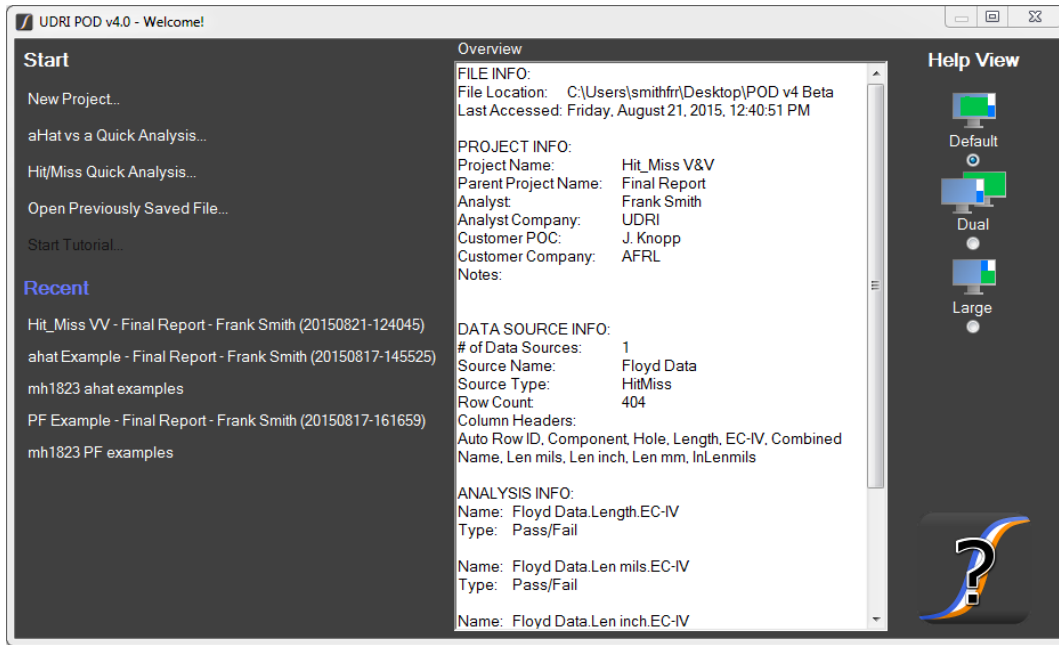 UDRI POD v4.0 - Welcome!
Start
New Project...
aHat vs a Quick Analysis...
Hit/Miss Quick Analysis...
Open Previously Saved File...
Start Tutorial...
Recent
Hit_Miss VV - Final Report - Frank Smith (20150821-124045)
ahat Example - Final Report - Frank Smith (20150817-145525)
mh1823 ahat examples
PF Example - Final Report - Frank Smith (20150817-161659)
mh1823 PF examples
Overview
FILE INFO:
File Location: C:\Users\smithfrr\Desktop\POD v4 Beta
Last Accessed: Friday, August 21, 2015, 12:40:51 PM
PROJECT INFO:
Project Name: Hit_Miss V&V
Parent Project Name: Final Report
Analyst: Frank Smith
Analyst Company: UDRI
Customer POC: J. Knopp
Customer Company: AFRL
Notes:
DATA SOURCE INFO:
# of Data Sources: 1
Source Name: Floyd Data
Source Type: HitMiss
Row Count: 404
Column Headers:
Auto Row ID, Component, Hole, Length, EC-IV, Combined
Name, Len mils, Len inch, Len mm, lnLenmils
ANALYSIS INFO:
Name: Floyd Data.Length.EC-IV
Type: Pass/Fail
Name: Floyd Data.Len mils.EC-IV
Type: Pass/Fail
Name: Floyd Data.Len inch.EC-IV
Help View
Default
Dual
Large
?